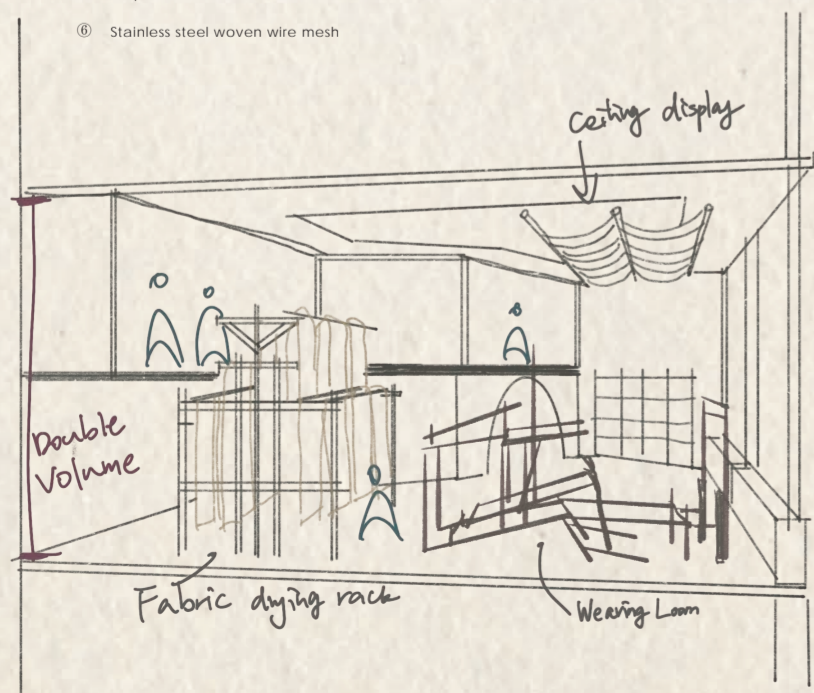 ⑥ Stainless steel woven wire mesh
Ceiling display
Double
Volume
Fabric drying rack
Weaving Loom